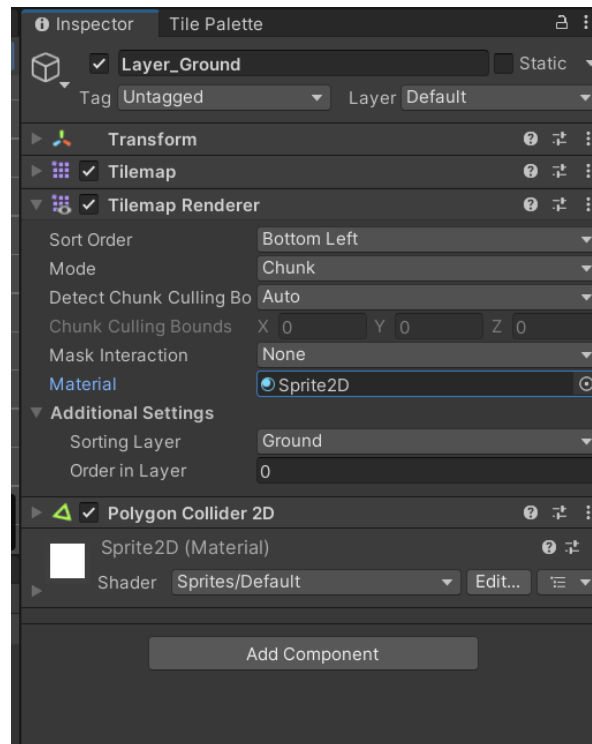 Inspector Tile Palette
Layer_Ground Static
Tag Untagged Layer Default
Transform
Tilemap
Tilemap Renderer
Sort Order Bottom Left
Mode Chunk
Detect Chunk Culling Bo Auto
Chunk Culling Bounds X 0 Y 0 Z 0
Mask Interaction None
Material Sprite2D
Additional Settings
Sorting Layer Ground
Order in Layer 0
Polygon Collider 2D
Sprite2D (Material)
Shader Sprites/Default Edit...
Add Component